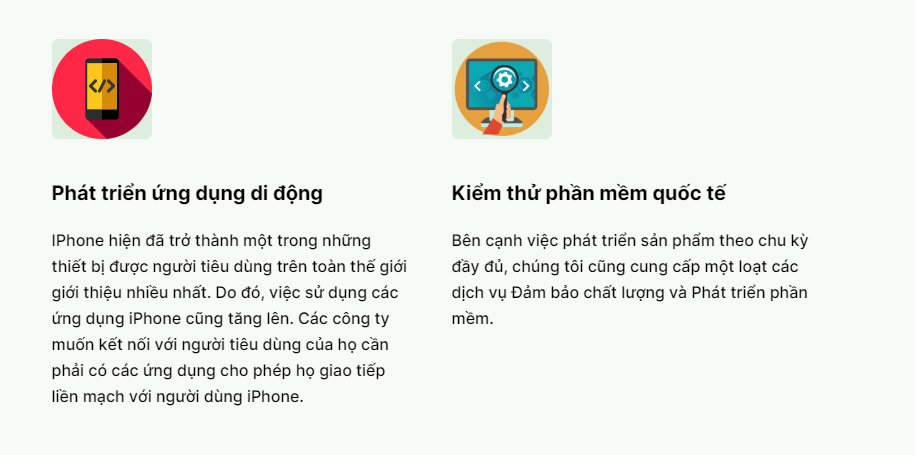 Phát triển ứng dụng di động
IPhone hiện đã trở thành một trong những
thiết bị được người tiêu dùng trên toàn thế giới
giới thiệu nhiều nhất. Do đó, việc sử dụng các
ứng dụng iPhone cũng tăng lên. Các công ty
muốn kết nối với người tiêu dùng của họ cần
phải có các ứng dụng cho phép họ giao tiếp
liền mạch với người dùng iPhone.
Kiểm thử phần mềm quốc tế
Bên cạnh việc phát triển sản phẩm theo chu kỳ
đầy đủ, chúng tôi cũng cung cấp một loạt các
dịch vụ Đảm bảo chất lượng và Phát triển phần
mềm.